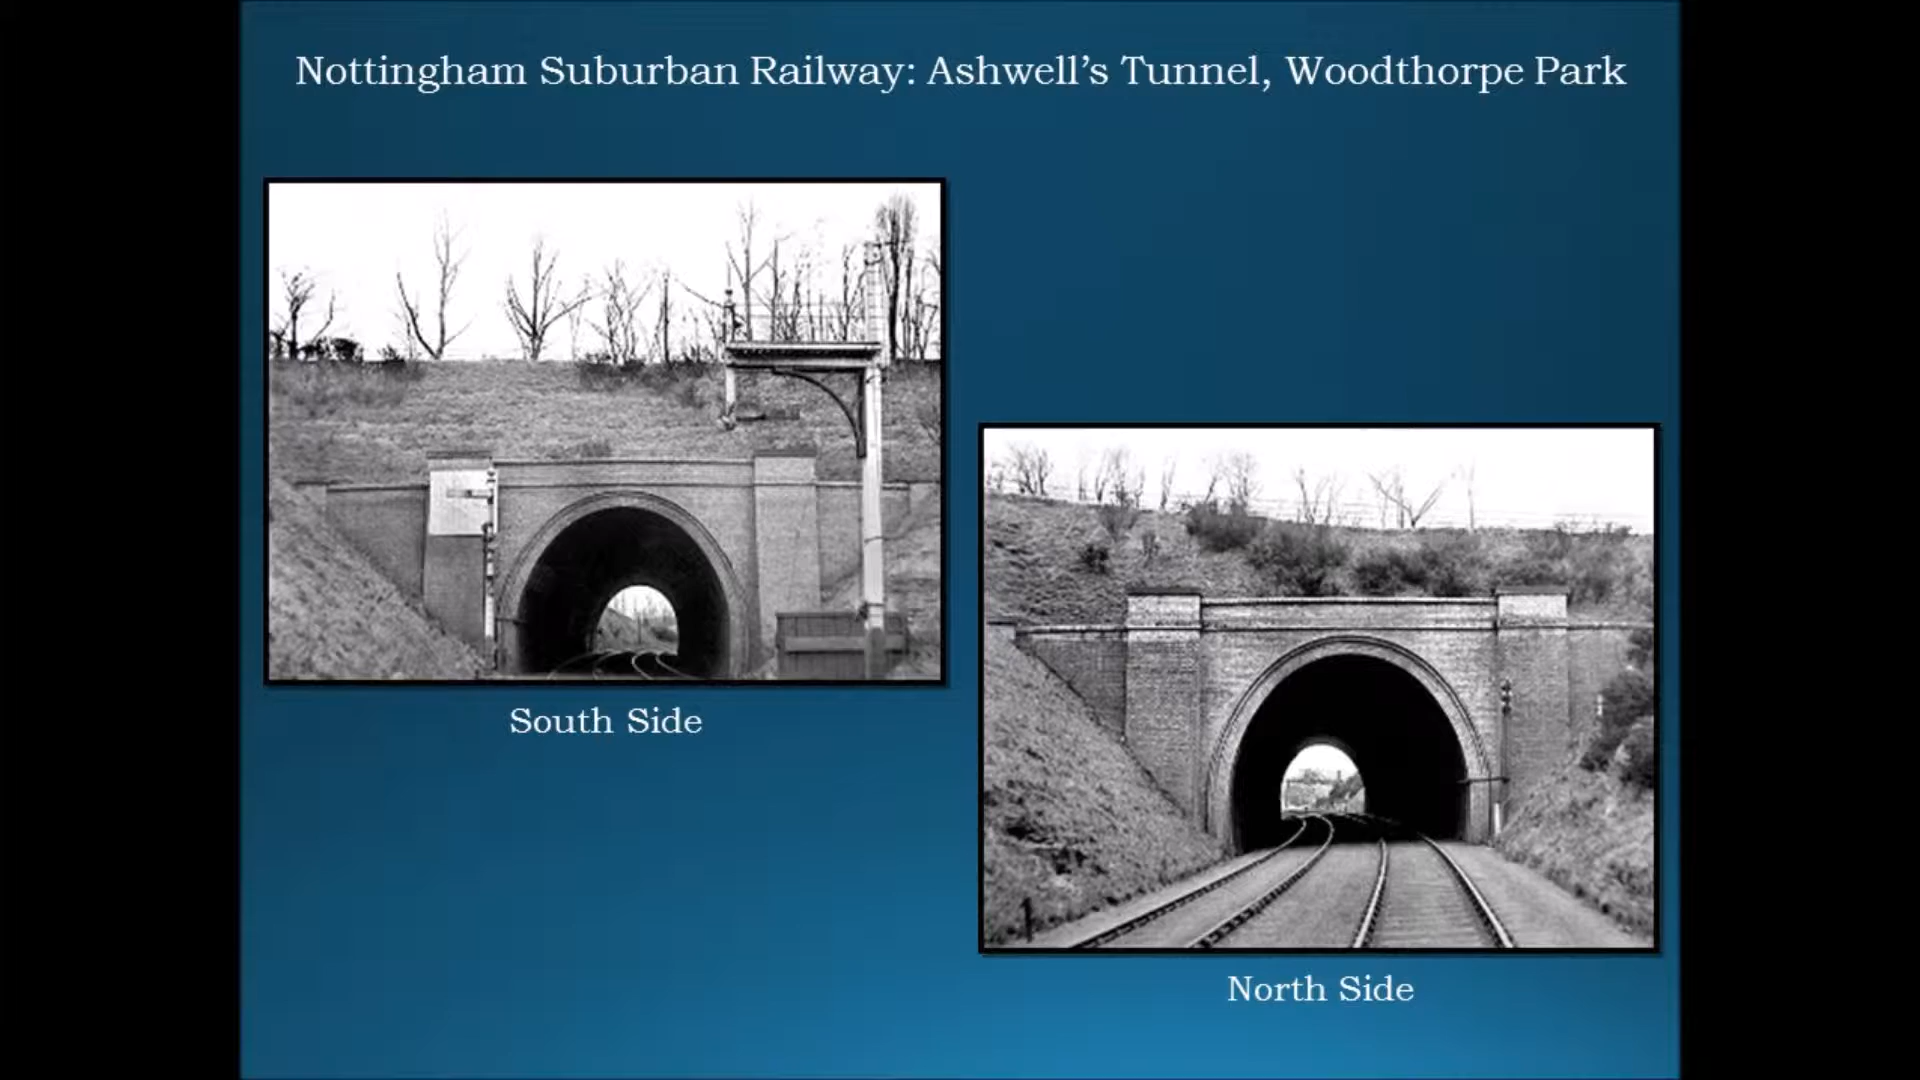 Nottingham Suburban Railway: Ashwell’s Tunnel, Woodthorpe Park
South Side
North Side